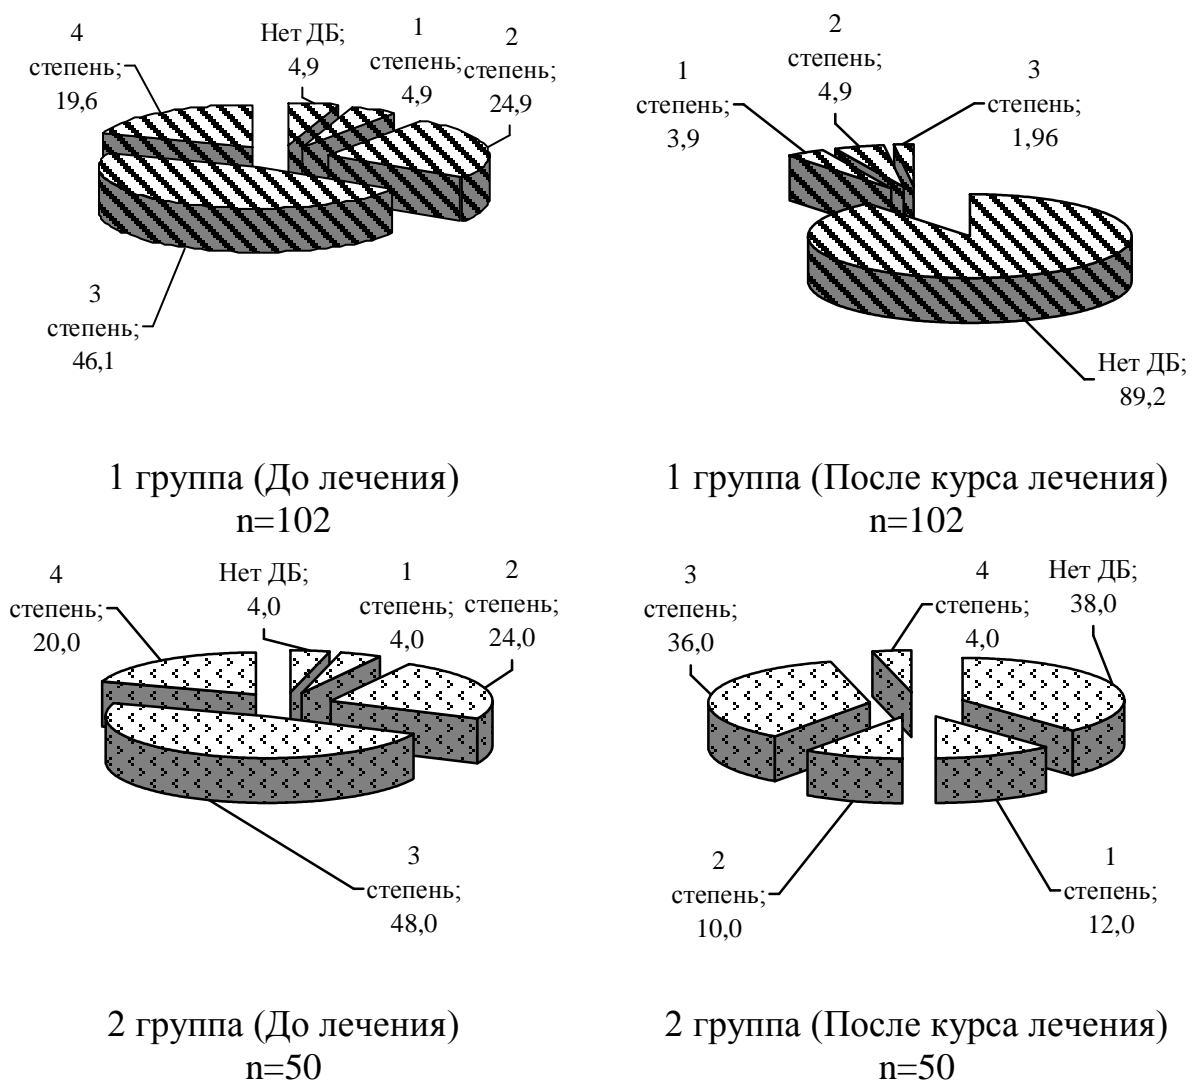 4
степень;
19,6
Нет ДБ;
4,9
1
степень;
4,9
2
степень;
24,9
3
степень;
46,1
1 группа (До лечения)
n=102
1
степень;
3,9
2
степень;
4,9
3
степень;
1,96
Нет ДБ;
89,2
1 группа (После курса лечения)
n=102
4
степень;
20,0
Нет ДБ;
4,0
1
степень;
4,0
2
степень;
24,0
3
степень;
48,0
2 группа (До лечения)
n=50
3
степень;
36,0
4
степень;
4,0
Нет ДБ;
38,0
2
степень;
10,0
1
степень;
12,0
2 группа (После курса лечения)
n=50